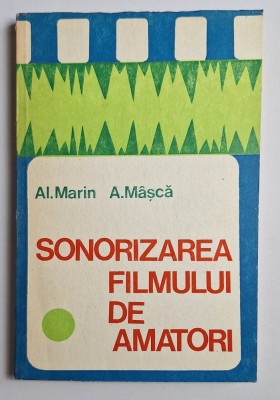 Al.Marin A.Mâșcă
SONORIZAREA
FILMULUI
DE
AMATORI